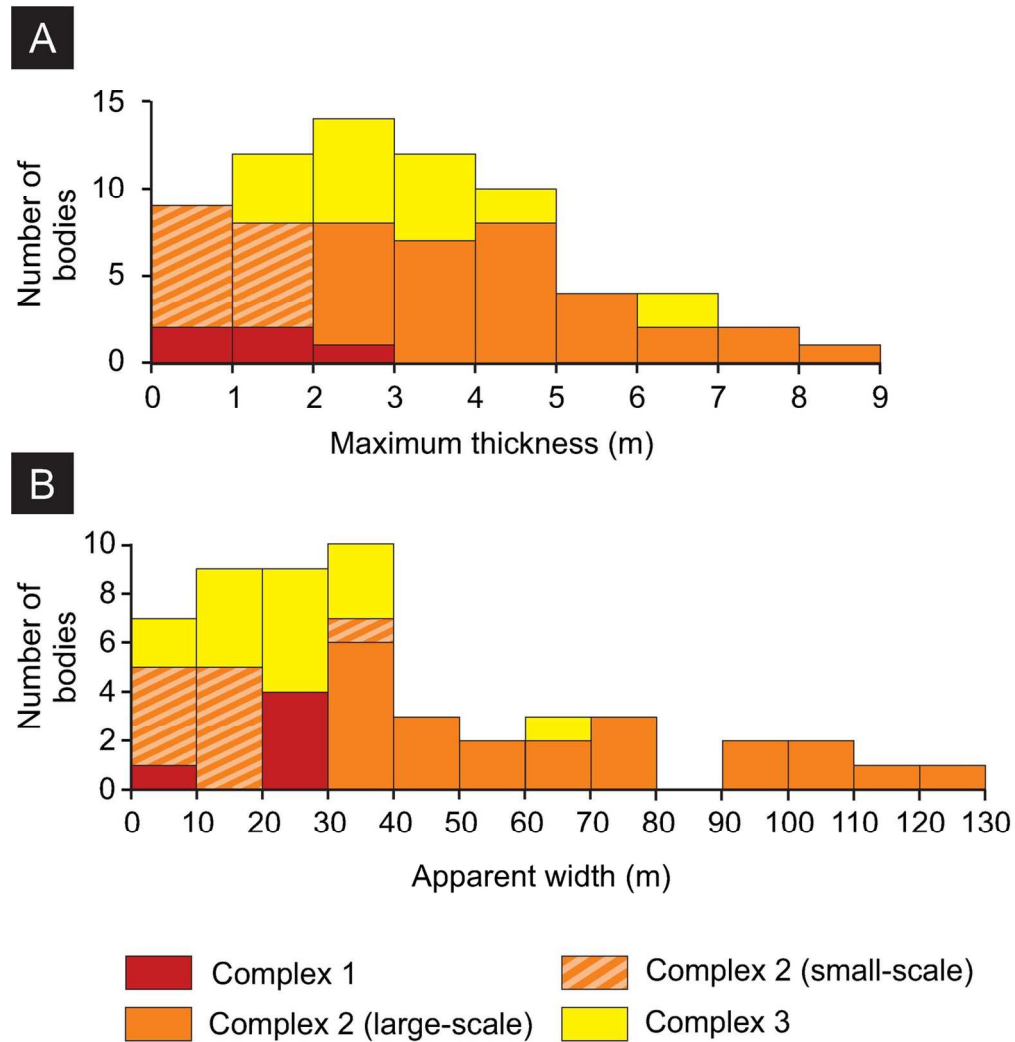 A
15
10
5
0
Number of
bodies
0 1 2 3 4 5 6 7 8 9
Maximum thickness (m)
B
10
8
6
4
2
0
Number of
bodies
0 10 20 30 40 50 60 70 80 90 100 110 120 130
Apparent width (m)
Complex 1
Complex 2 (small-scale)
Complex 2 (large-scale)
Complex 3